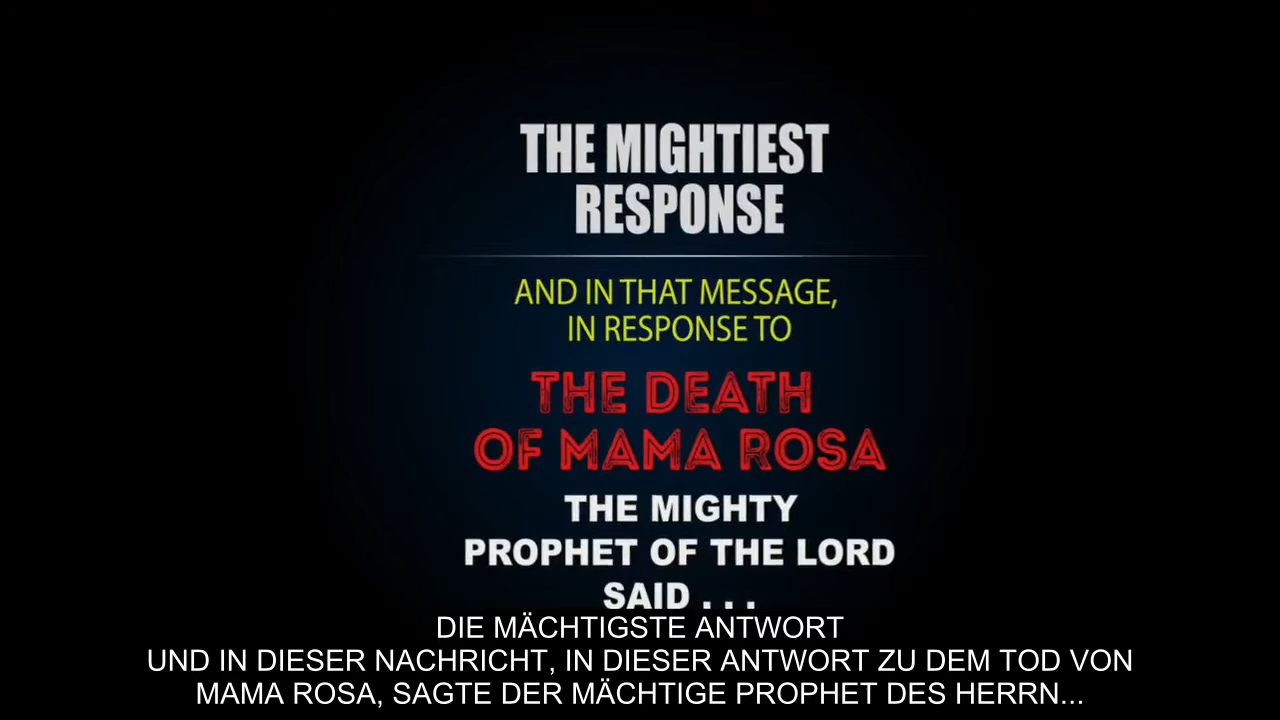 THE MIGHTIEST
RESPONSE
AND IN THAT MESSAGE,
IN RESPONSE TO
THE DEATH
OF MAMA ROSA
THE MIGHTY
PROPHET OF THE LORD
SAID . . .
DIE MÄCHTIGSTE ANTWORT
UND IN DIESER NACHRICHT, IN DIESER ANTWORT ZU DEM TOD VON
MAMA ROSA, SAGTE DER MÄCHTIGE PROPHET DES HERRN...